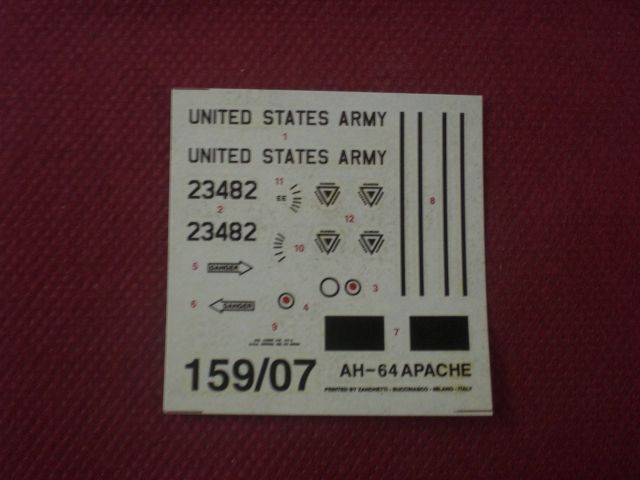 UNITED STATES ARMY
1
UNITED STATES ARMY
23482
11
EE
8
2
12
23482
10
5
DANGER
3
6
DANGER
4
9
7
159/07
AH-64 APACHE
PRINTED BY ZANCHETTI - BUCCINASCO - MILANO - ITALY